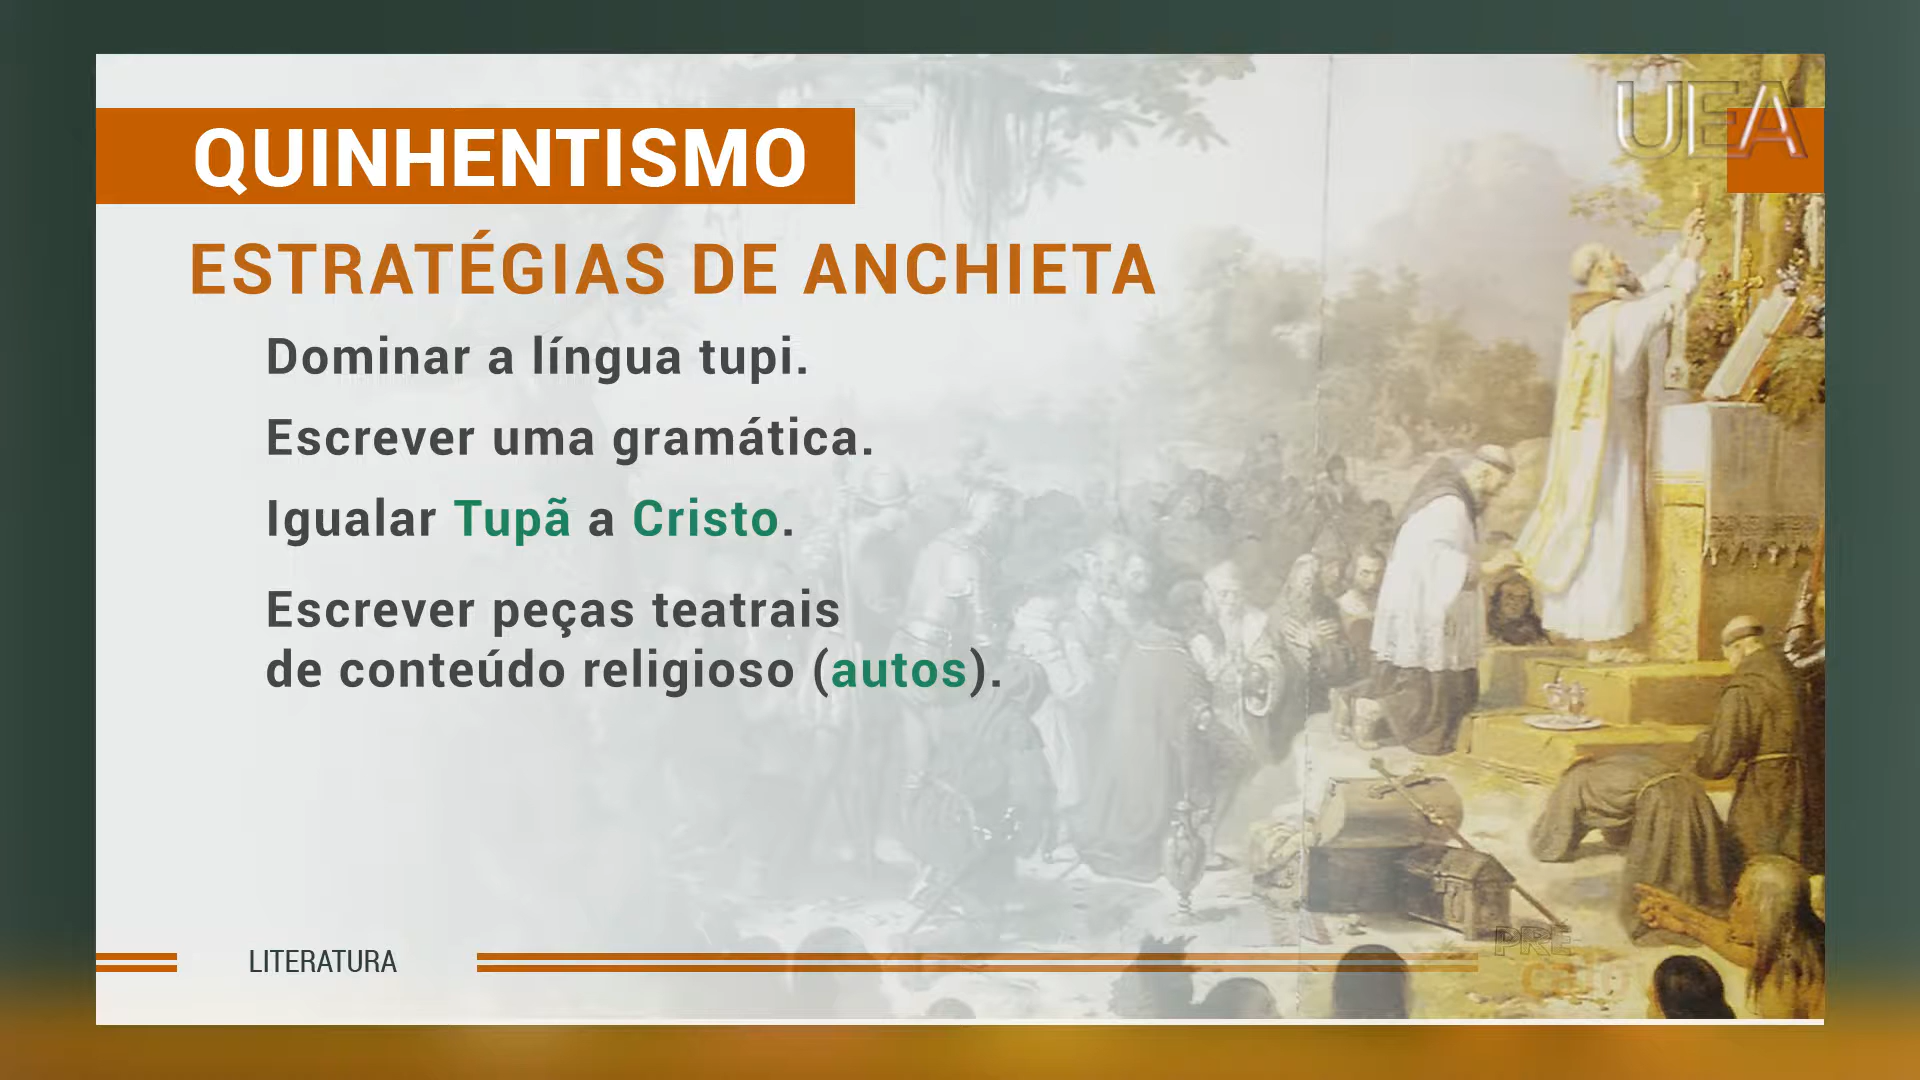 UEA
QUINHENTISMO
ESTRATÉGIAS DE ANCHIETA
Dominar a língua tupi.
Escrever uma gramática.
Igualar Tupã a Cristo.
Escrever peças teatrais
de conteúdo religioso (autos).
LITERATURA
PRE